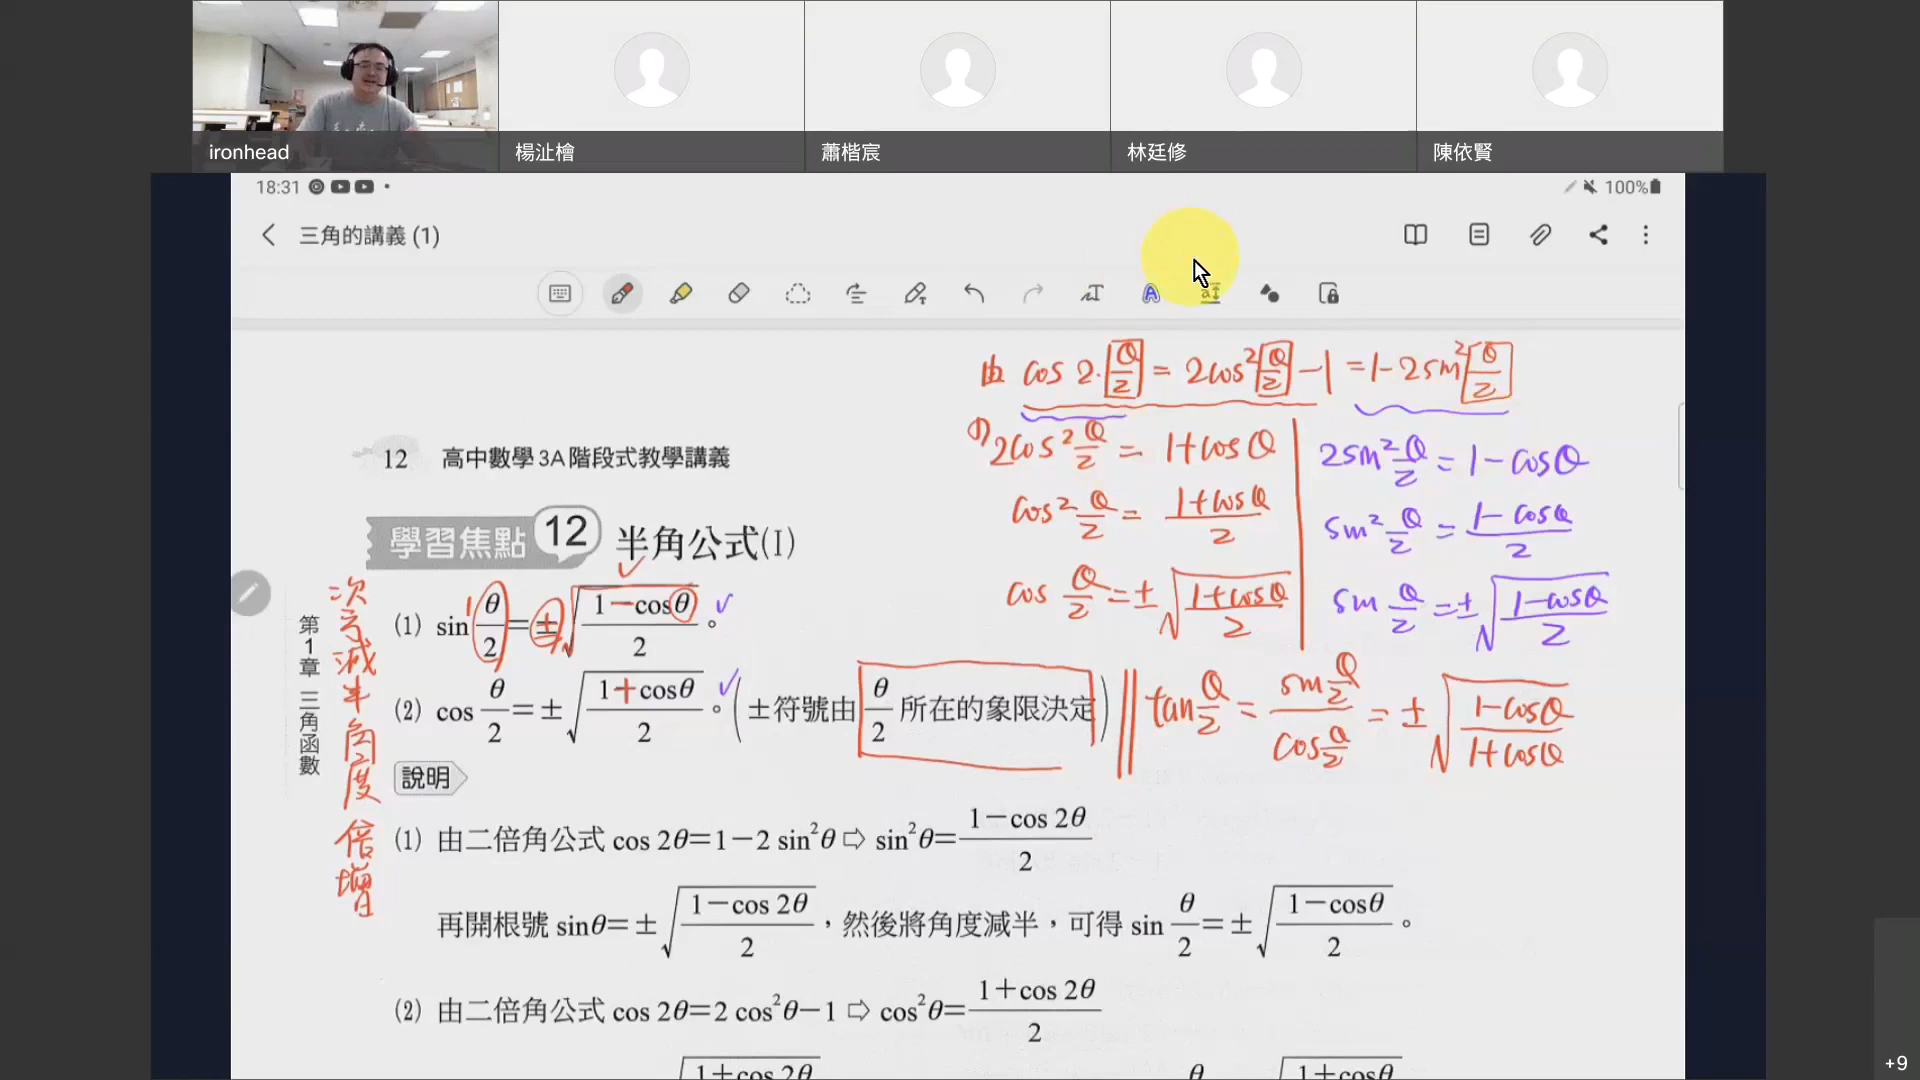 ironhead
楊沚檜
蕭楷宸
林廷修
陳依賢
18:31
100%
三角的講義 (1)
由 cos 2·θ/2 = 2cos²θ/2 −1 = 1−2sin²θ/2
(1) 2cos²θ/2 = 1+cosθ
cos²θ/2 = (1+cosθ)/2
cos θ/2 = ±√((1+cosθ)/2)
2sin²θ/2 = 1−cosθ
sin²θ/2 = (1−cosθ)/2
sin θ/2 = ±√((1−cosθ)/2)
12 高中數學3A階段式教學講義
學習焦點 12 半角公式(I)
第1章 三角函數
次方減半角度倍增
(1) sin θ/2=±√((1−cosθ)/2)。
(2) cos θ/2=±√((1+cosθ)/2)。(±符號由 θ/2 所在的象限決定)
tan θ/2 = (sin θ/2)/(cos θ/2) = ±√((1−cosθ)/(1+cosθ))
說明
(1) 由二倍角公式 cos 2θ=1−2 sin²θ ⇨ sin²θ=(1−cos 2θ)/2
再開根號 sinθ=±√((1−cos 2θ)/2)，然後將角度減半，可得 sin θ/2=±√((1−cosθ)/2)。
(2) 由二倍角公式 cos 2θ=2 cos²θ−1 ⇨ cos²θ=(1+cos 2θ)/2
1+cos 2θ θ 1+cosθ
+9